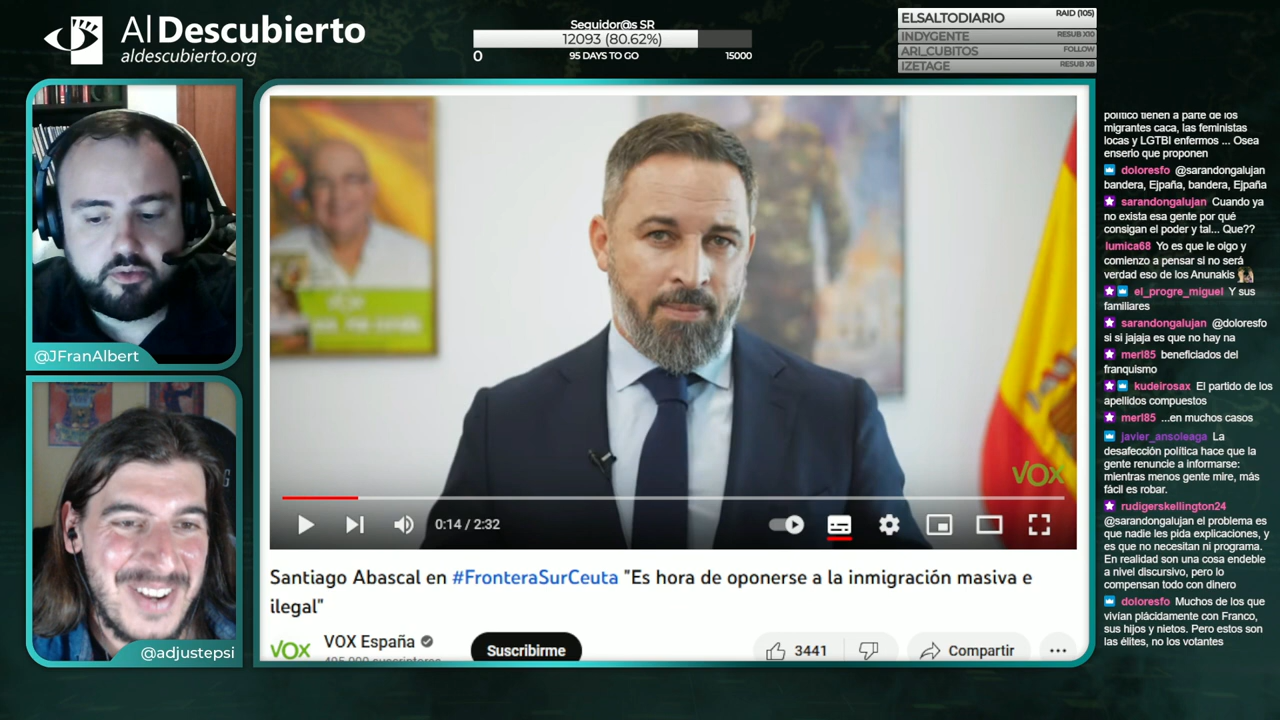 Al Descubierto
aldescubierto.org
Seguidor@s SR
12093 (80.62%)
0
95 DAYS TO GO
15000
ELSALTODIARIO
RAID (105)
INDYGENTE
RESUB X10
ARI_CUBITOS
FOLLOW
IZETAGE
RESUB X8
@JFranAlbert
@adjustepsi
VOX
VOX
0:14 / 2:32
Santiago Abascal en #FronteraSurCeuta "Es hora de oponerse a la inmigración masiva e
ilegal"
VOX
VOX España
495.000 suscriptores
Suscribirme
3441
Compartir
político tienen a parte de los
migrantes caca, las feministas
locas y LGTBI enfermos ... Osea
enserio que proponen
doloresfo @sarandongalujan
bandera, Ejpaña, bandera, Ejpaña
sarandongalujan Cuando ya
no exista esa gente por qué
consigan el poder y tal... Que??
lumica68 Yo es que le oigo y
comienzo a pensar si no será
verdad eso de los Anunakis
el_progre_miguel Y sus
familiares
sarandongalujan @doloresfo
si si jajaja es que no hay na
merl85 beneficiados del
franquismo
kudeirosax El partido de los
apellidos compuestos
merl85 ...en muchos casos
javier_ansoleaga La
desafección política hace que la
gente renuncie a informarse:
mientras menos gente mire, más
fácil es robar.
rudigerskellington24
@sarandongalujan el problema es
que nadie les pida explicaciones, y
es que no necesitan ni programa.
En realidad son una cosa endeble
a nivel discursivo, pero lo
compensan todo con dinero
doloresfo Muchos de los que
vivían plácidamente con Franco,
sus hijos y nietos. Pero estos son
las élites, no los votantes